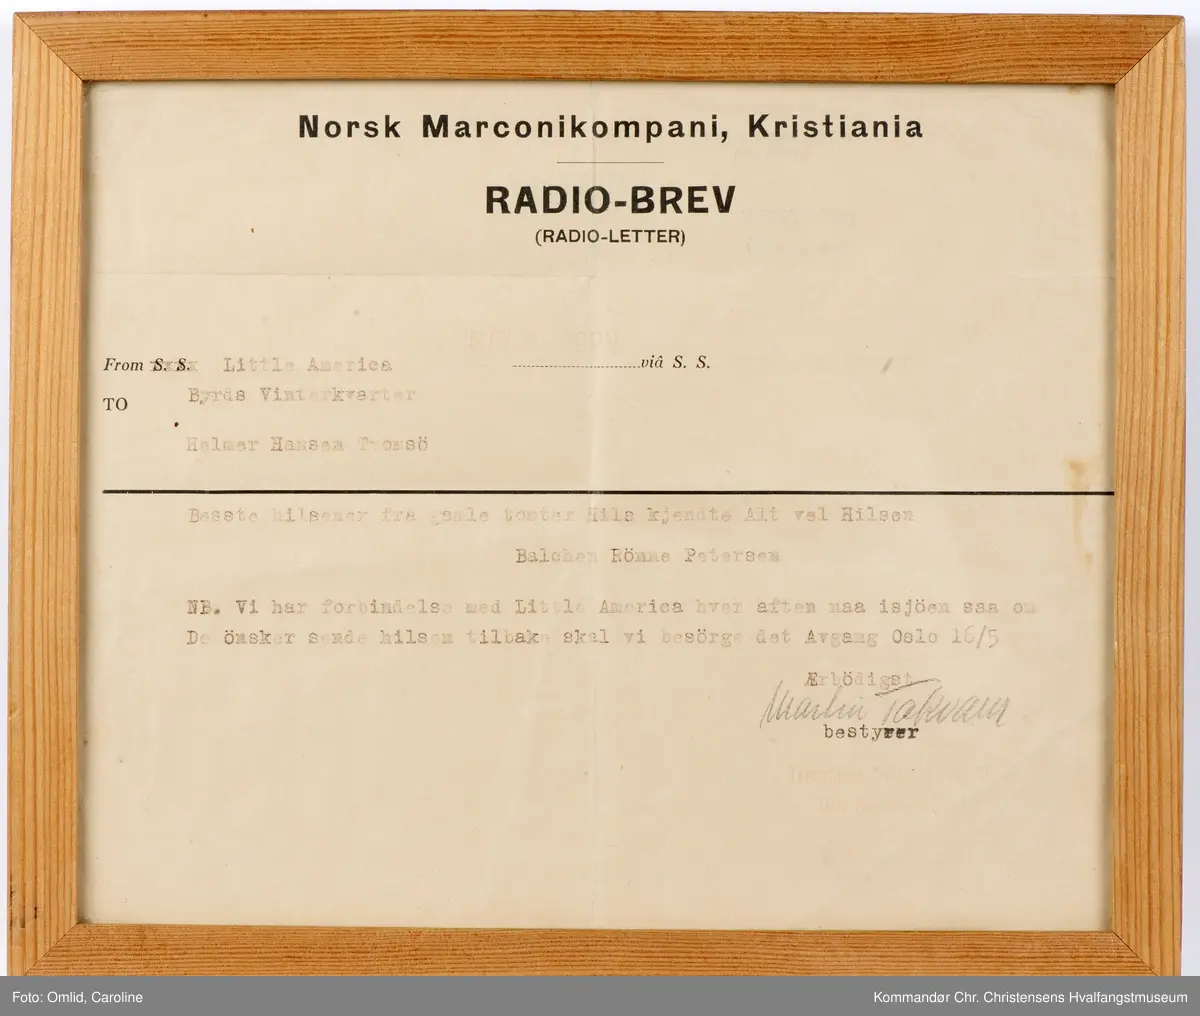 Norsk Marconikompani, Kristiania
RADIO-BREV
(RADIO-LETTER)
From S. S. Little America viâ S. S.
Byrds Vinterkvarter
TO
Helmer Hansen Tromsö
Besste hilsener fra gamle tomter Hils kjendte Alt vel Hilsen
Balchen Römne Petersen
NB. Vi har forbindelse med Little America hver aften maa isjöen saa om
De önsker sende hilsen tilbake skal vi besörge det Avgang Oslo 16/5
Ærbödigst
Martin
bestyrer
Foto: Omlid, Caroline
Kommandør Chr. Christensens Hvalfangstmuseum